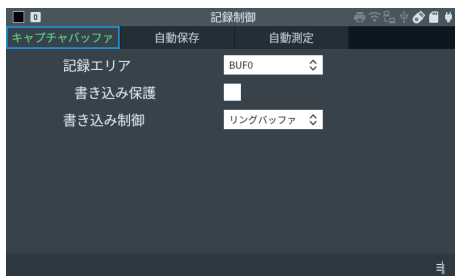 0 記録制御
キャプチャバッファ 自動保存 自動測定
記録エリア BUF0
書き込み保護
書き込み制御 リングバッファ